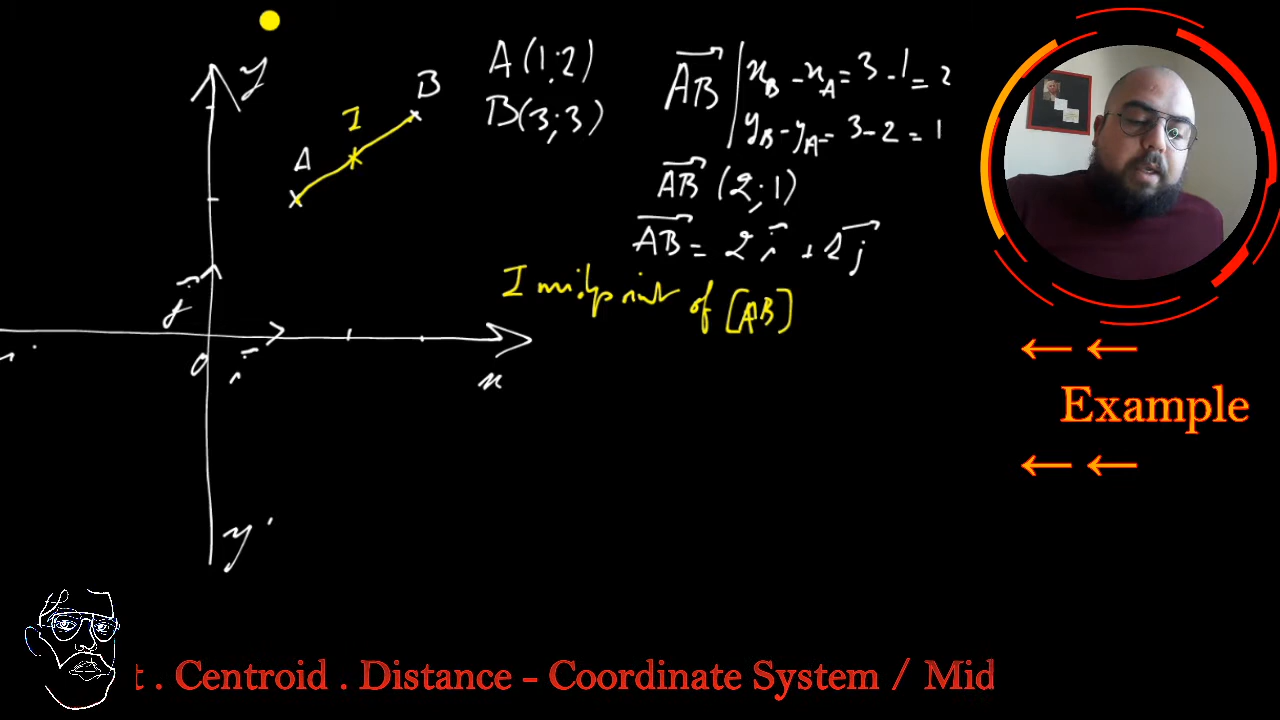 y
B
I
A
j
O
i
x
y'
A(1;2)
B(3;3)
AB | xB - xA = 3 - 1 = 2
yB - yA = 3 - 2 = 1
AB (2;1)
AB = 2i + 1j
I midpoint of [AB]
← ←
Example
← ←
t . Centroid . Distance - Coordinate System / Mid